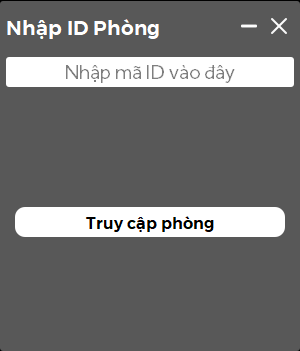 Nhập ID Phòng
Nhập mã ID vào đây
Truy cập phòng